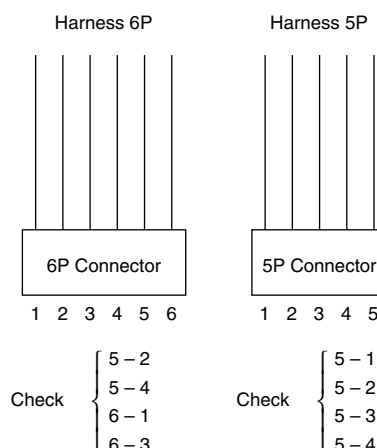 Harness 6P
6P Connector
1 2 3 4 5 6
Check
5 – 2
5 – 4
6 – 1
6 – 3
Harness 5P
5P Connector
1 2 3 4 5
Check
5 – 1
5 – 2
5 – 3
5 – 4